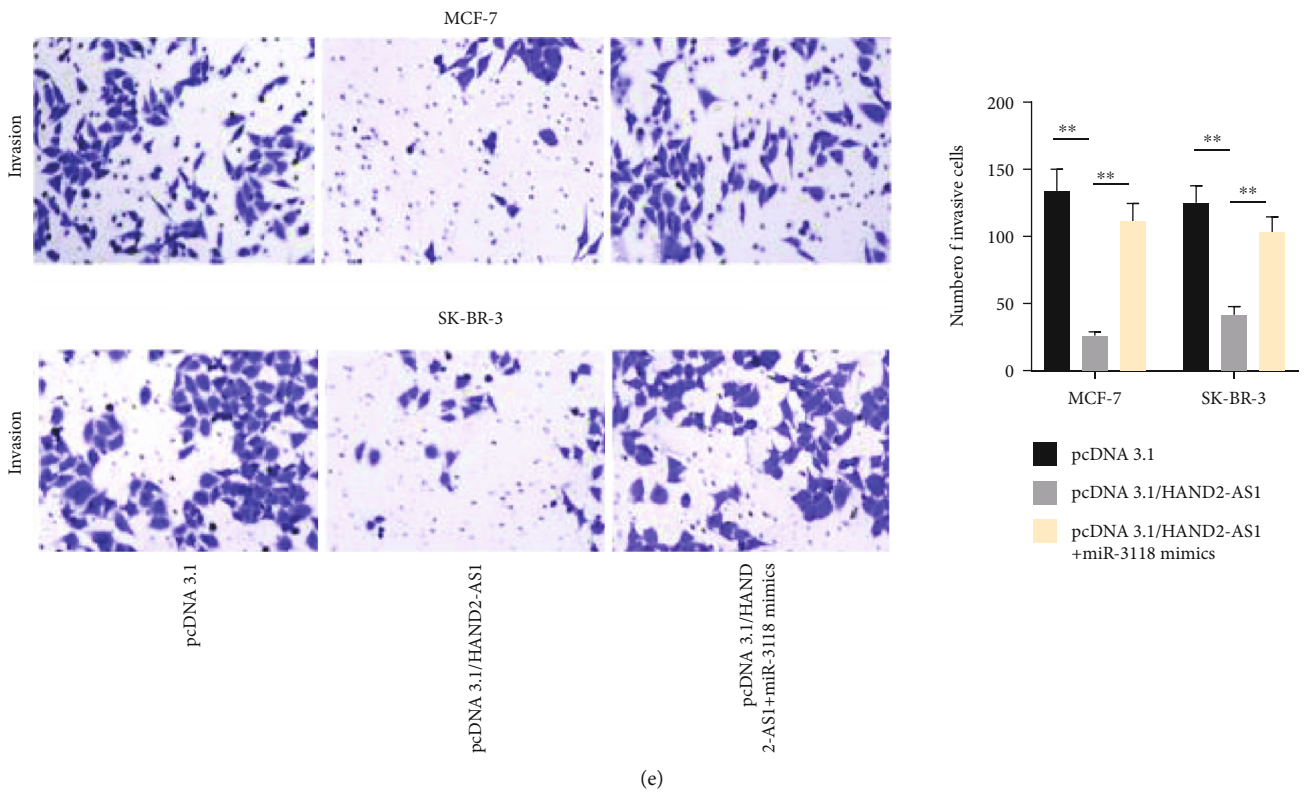 MCF-7
Invasion
SK-BR-3
Invasion
pcDNA 3.1
pcDNA 3.1/HAND2-AS1
pcDNA 3.1/HAND
2-AS1+miR-3118 mimics
Numbero f invasive cells
200
150
100
50
0
**
**
**
**
MCF-7
SK-BR-3
pcDNA 3.1
pcDNA 3.1/HAND2-AS1
pcDNA 3.1/HAND2-AS1
+miR-3118 mimics
(e)